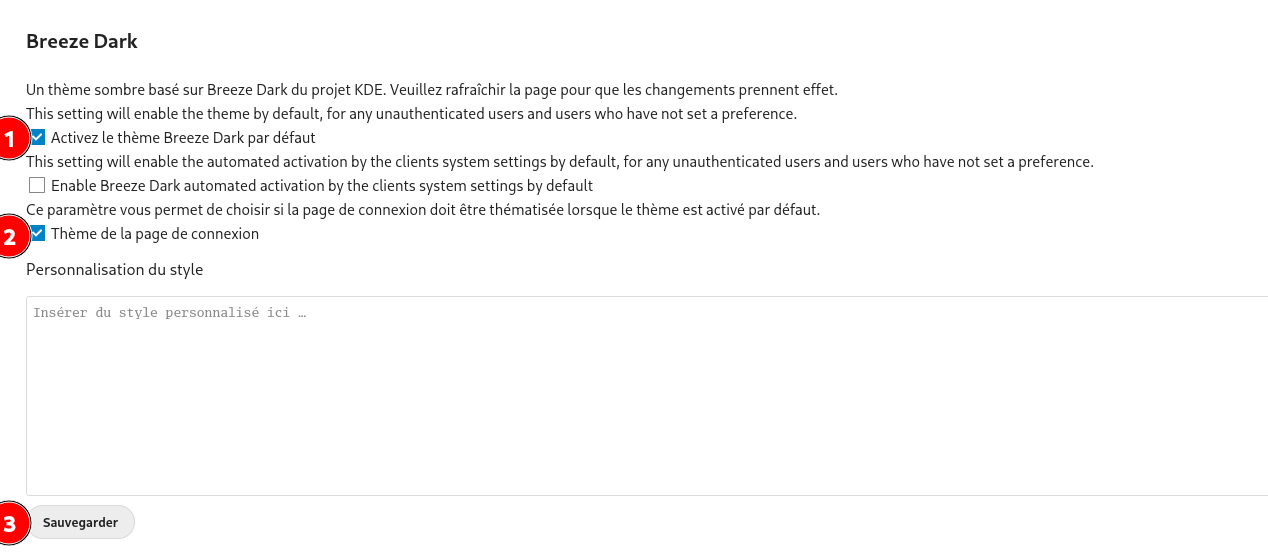 Breeze Dark
Un thème sombre basé sur Breeze Dark du projet KDE. Veuillez rafraîchir la page pour que les changements prennent effet.
This setting will enable the theme by default, for any unauthenticated users and users who have not set a preference.
1 Activez le thème Breeze Dark par défaut
This setting will enable the automated activation by the clients system settings by default, for any unauthenticated users and users who have not set a preference.
Enable Breeze Dark automated activation by the clients system settings by default
Ce paramètre vous permet de choisir si la page de connexion doit être thématisée lorsque le thème est activé par défaut.
2 Thème de la page de connexion
Personnalisation du style
Insérer du style personnalisé ici …
3 Sauvegarder